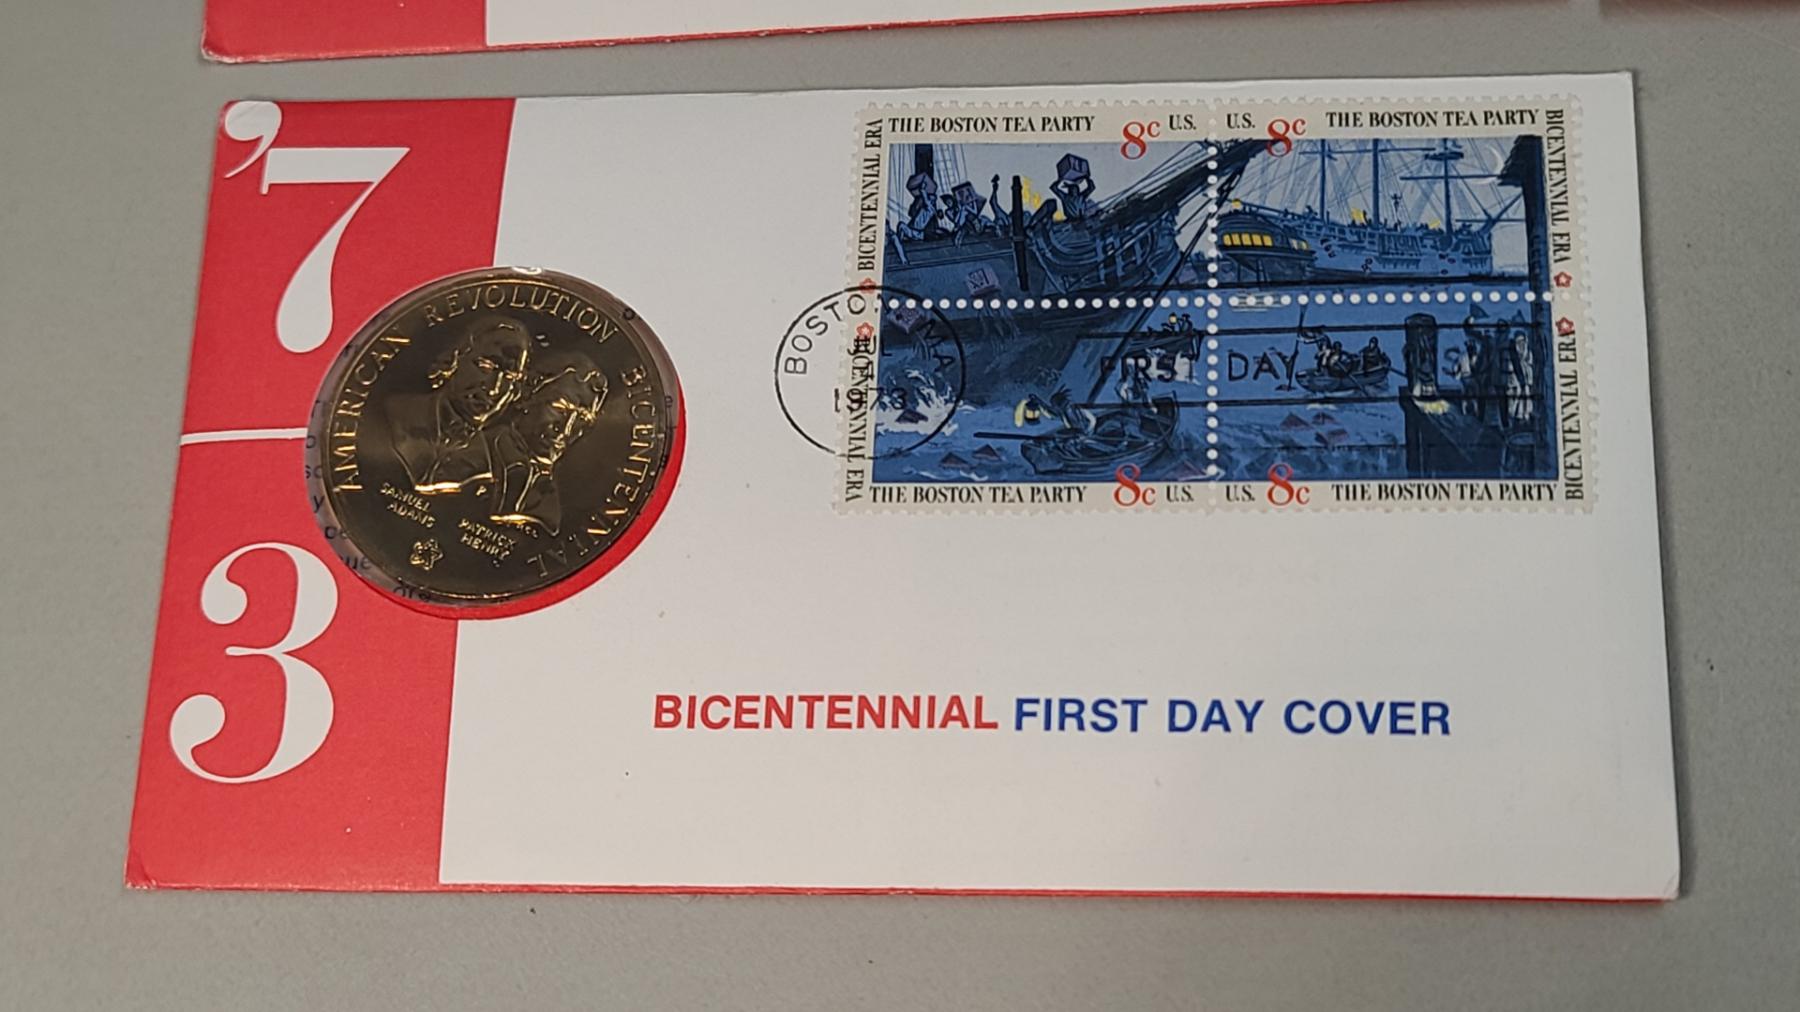 '73
AMERICAN REVOLUTION BICENTENNIAL
SAMUEL
ADAMS
PATRICK
HENRY
THE BOSTON TEA PARTY 8c U.S.
BICENTENNIAL ERA
U.S. 8c THE BOSTON TEA PARTY
BICENTENNIAL ERA
BICENTENNIAL ERA
THE BOSTON TEA PARTY 8c U.S.
U.S. 8c THE BOSTON TEA PARTY
BICENTENNIAL ERA
BOSTON, MA
1973
FIRST DAY OF ISSUE
BICENTENNIAL FIRST DAY COVER